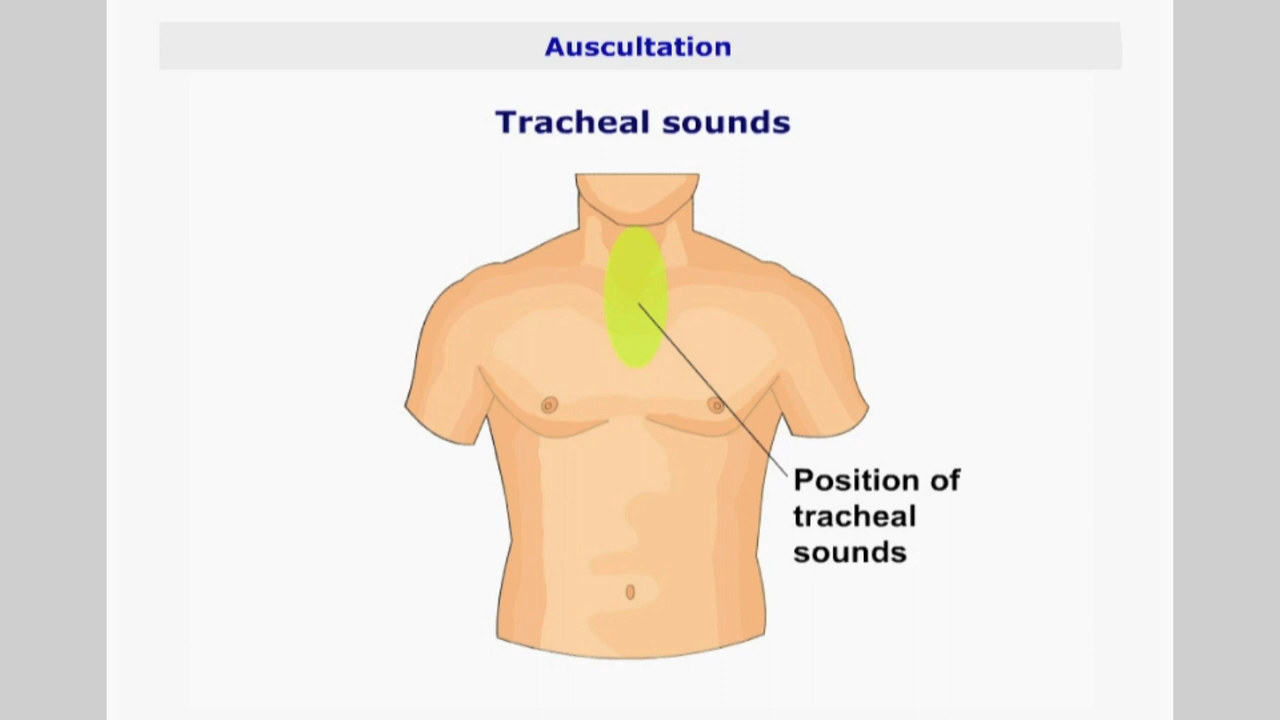 Auscultation
Tracheal sounds
Position of
tracheal
sounds